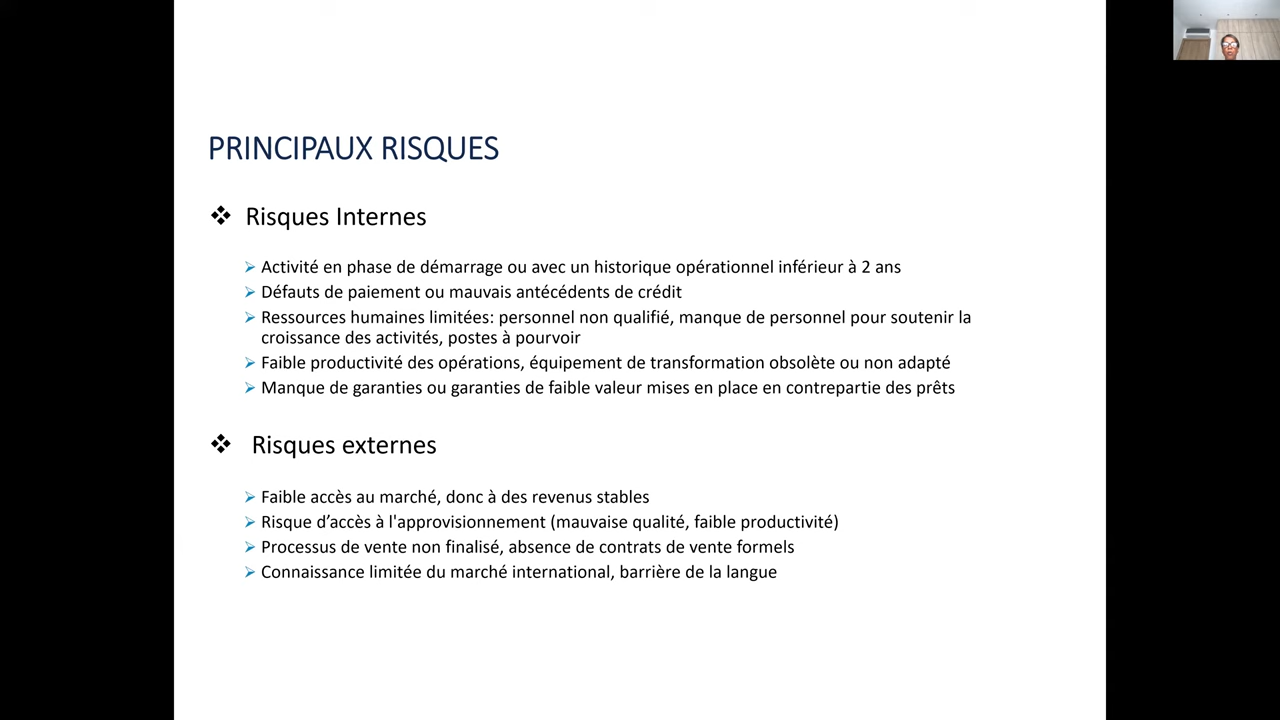 PRINCIPAUX RISQUES
Risques Internes
Activité en phase de démarrage ou avec un historique opérationnel inférieur à 2 ans
Défauts de paiement ou mauvais antécédents de crédit
Ressources humaines limitées: personnel non qualifié, manque de personnel pour soutenir la
croissance des activités, postes à pourvoir
Faible productivité des opérations, équipement de transformation obsolète ou non adapté
Manque de garanties ou garanties de faible valeur mises en place en contrepartie des prêts
Risques externes
Faible accès au marché, donc à des revenus stables
Risque d’accès à l'approvisionnement (mauvaise qualité, faible productivité)
Processus de vente non finalisé, absence de contrats de vente formels
Connaissance limitée du marché international, barrière de la langue